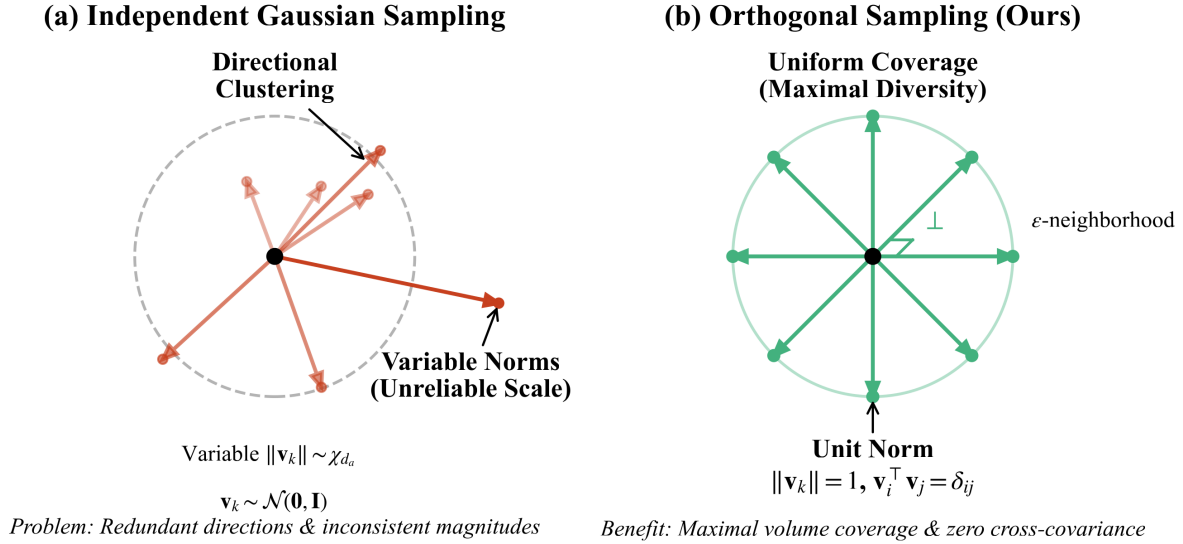 (a) Independent Gaussian Sampling
Directional
Clustering
Variable Norms
(Unreliable Scale)
Variable ‖v_k‖ ~ χ_{d_a}
v_k ~ 𝒩(0, I)
Problem: Redundant directions & inconsistent magnitudes
(b) Orthogonal Sampling (Ours)
Uniform Coverage
(Maximal Diversity)
⊥
ε-neighborhood
Unit Norm
‖v_k‖ = 1, v_i^⊤ v_j = δ_{ij}
Benefit: Maximal volume coverage & zero cross-covariance